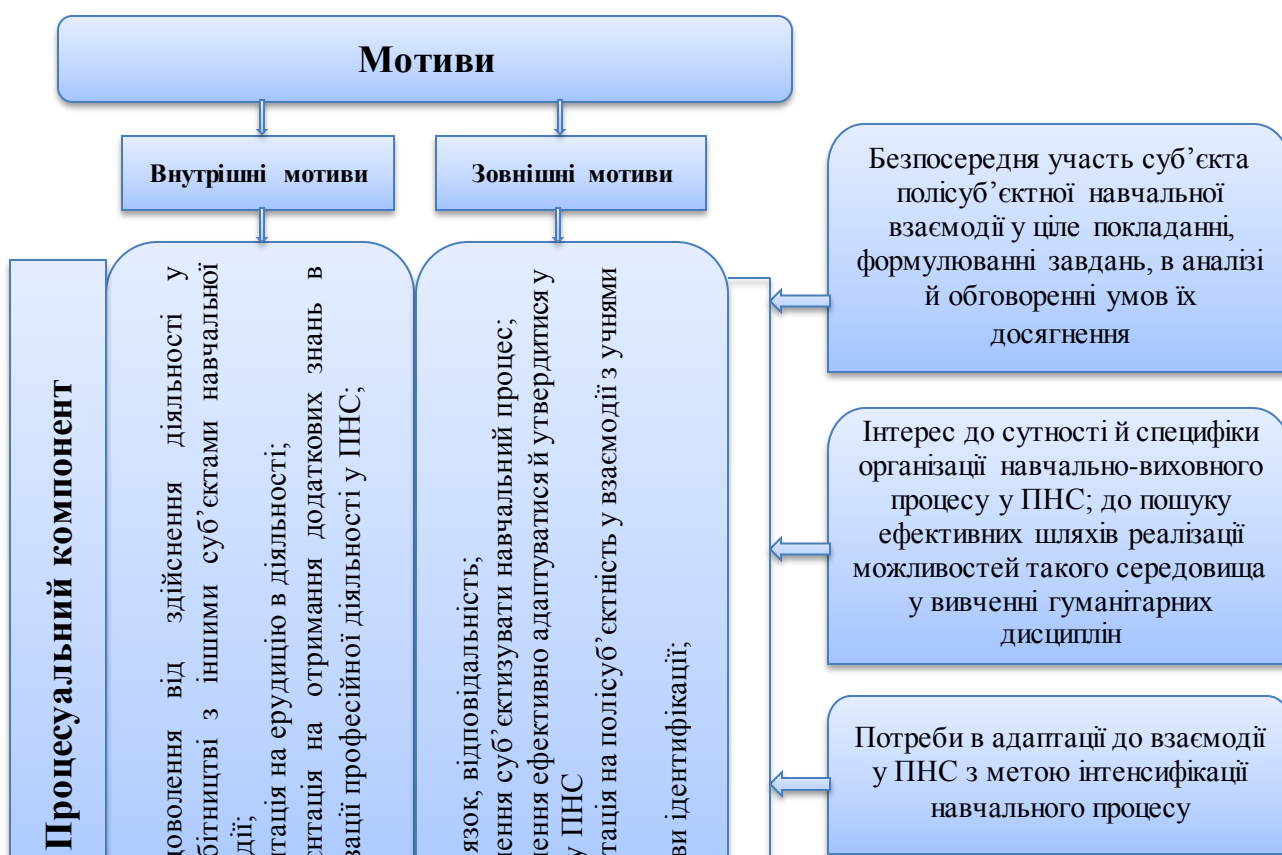 Мотиви
Внутрішні мотиви
Зовнішні мотиви
Процесуальний компонент
від здійснення діяльності у
з іншими суб’єктами навчальної
на ерудицію в діяльності;
на отримання додаткових знань в
професійної діяльності у ПНС;
відповідальність;
суб’єктизувати навчальний процес;
ефективно адаптуватися й утвердитися у
у ПНС
на полісуб’єктність у взаємодії з учнями
ідентифікації;
Безпосередня участь суб’єкта
полісуб’єктної навчальної
взаємодії у ціле покладанні,
формулюванні завдань, в аналізі
й обговоренні умов їх
досягнення
Інтерес до сутності й специфіки
організації навчально-виховного
процесу у ПНС; до пошуку
ефективних шляхів реалізації
можливостей такого середовища
у вивченні гуманітарних
дисциплін
Потреби в адаптації до взаємодії
у ПНС з метою інтенсифікації
навчального процесу